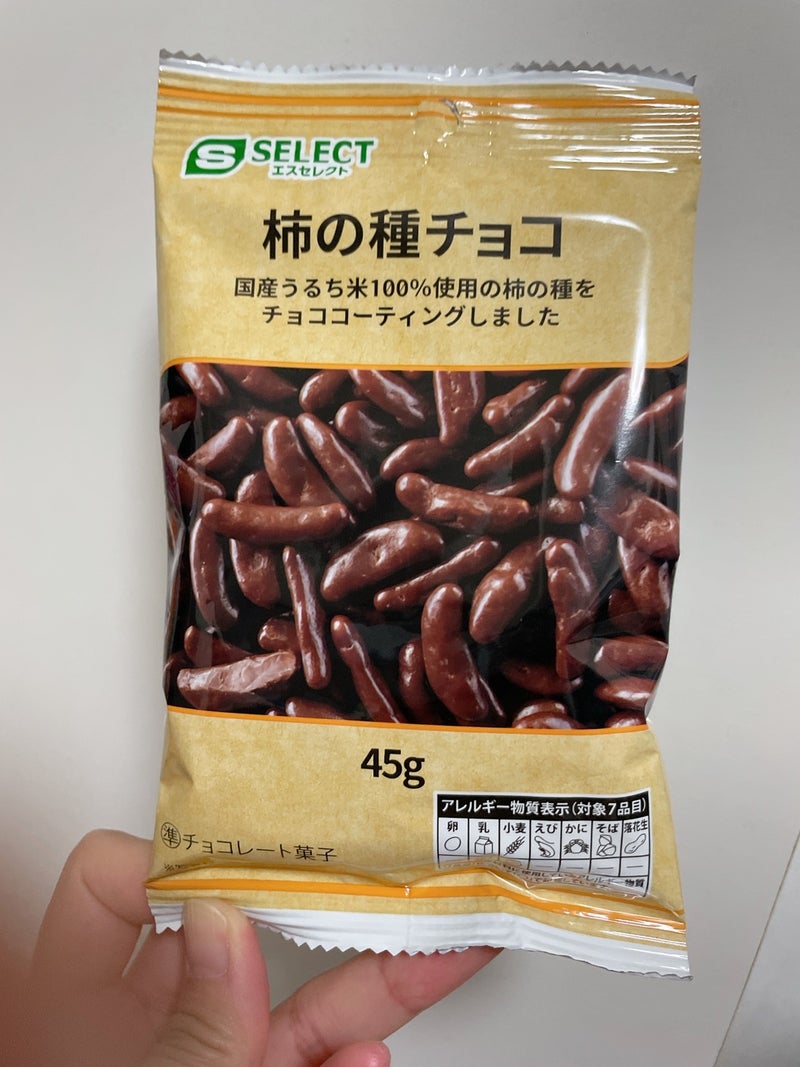 S SELECT
エスセレクト
柿の種チョコ
国産うるち米100%使用の柿の種を
チョココーティングしました
45g
アレルギー物質表示(対象7品目)
卵 乳 小麦 えび かに そば 落花生
準チョコレート菓子